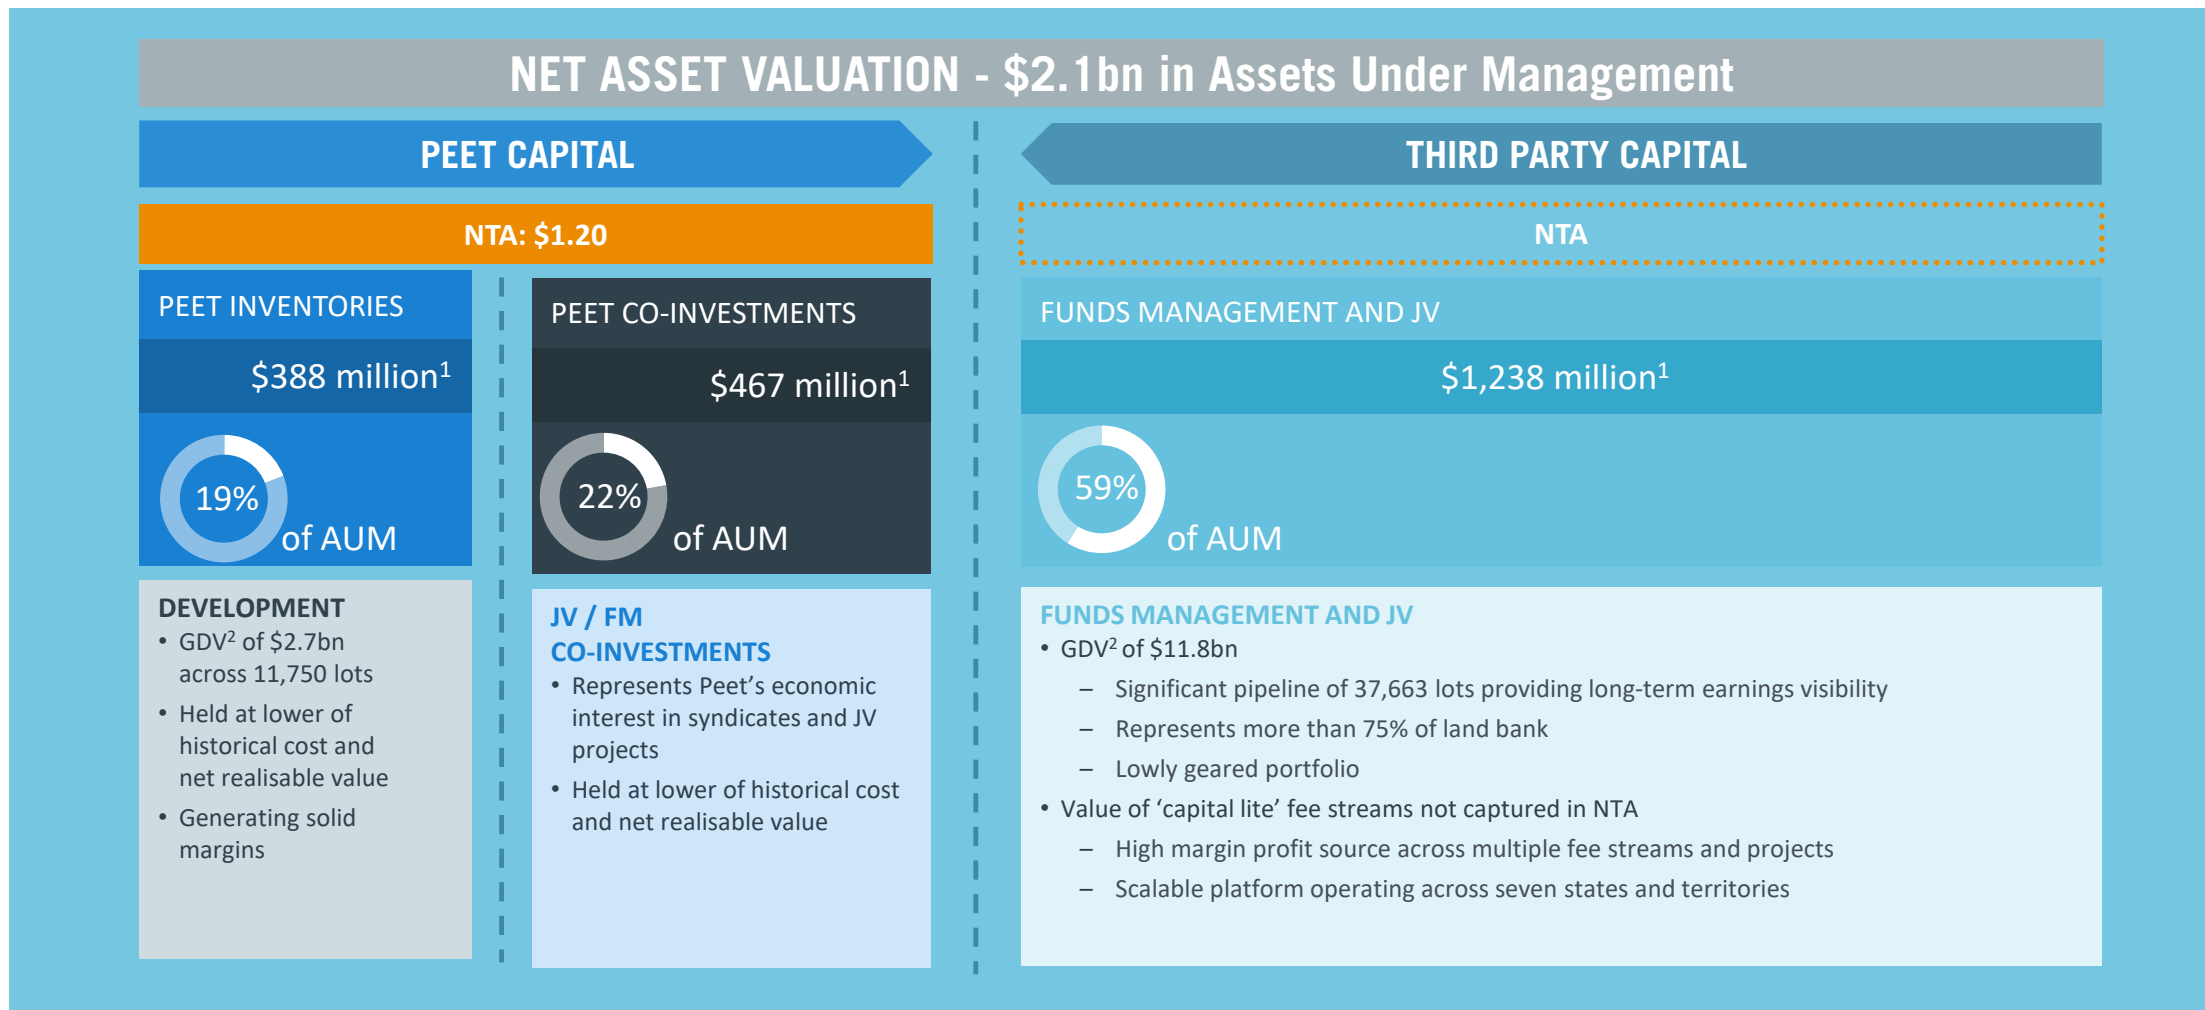 NET ASSET VALUATION - $2.1bn in Assets Under Management
PEET CAPITAL
NTA: $1.20
PEET INVENTORIES
$388 million¹
19%
of AUM
DEVELOPMENT
• GDV² of $2.7bn
across 11,750 lots
• Held at lower of
historical cost and
net realisable value
• Generating solid
margins
PEET CO-INVESTMENTS
$467 million¹
22%
of AUM
JV / FM
CO-INVESTMENTS
• Represents Peet’s economic
interest in syndicates and JV
projects
• Held at lower of historical cost
and net realisable value
THIRD PARTY CAPITAL
NTA
FUNDS MANAGEMENT AND JV
$1,238 million¹
59%
of AUM
FUNDS MANAGEMENT AND JV
• GDV² of $11.8bn
– Significant pipeline of 37,663 lots providing long-term earnings visibility
– Represents more than 75% of land bank
– Lowly geared portfolio
• Value of ‘capital lite’ fee streams not captured in NTA
– High margin profit source across multiple fee streams and projects
– Scalable platform operating across seven states and territories